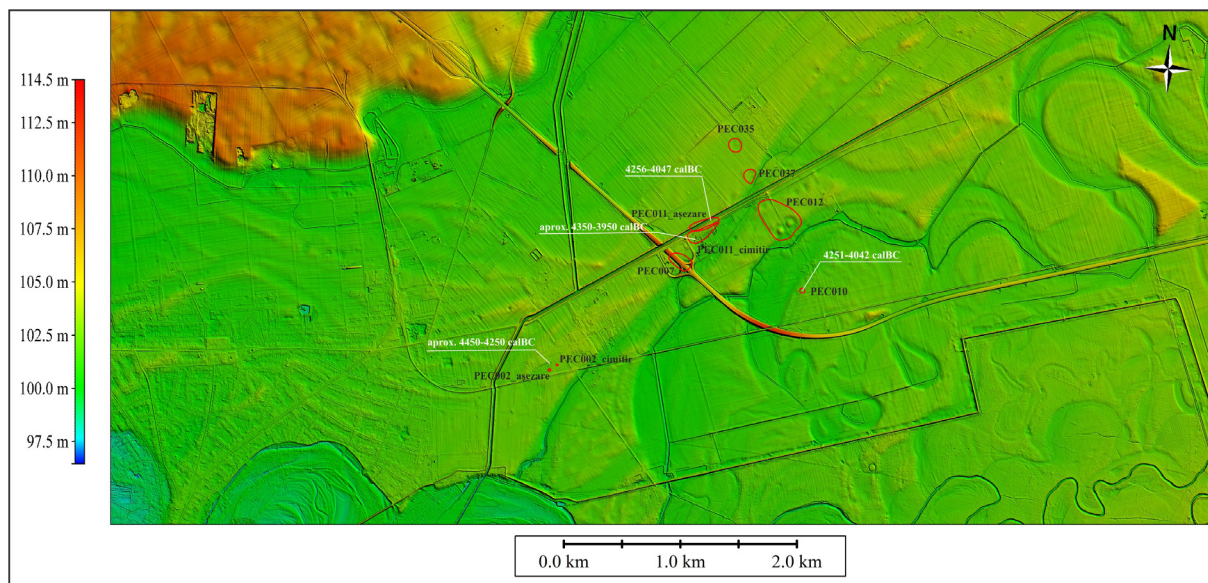 N
114.5 m
112.5 m
110.0 m
107.5 m
105.0 m
102.5 m
100.0 m
97.5 m
PEC035
4256-4047 calBC
PEC037
PEC012
PEC011_așezare
aprox. 4350-3950 calBC
PEC011_cimitir
4251-4042 calBC
PEC007
PEC010
aprox. 4450-4250 calBC
PEC002_cimitir
PEC002_așezare
0.0 km 1.0 km 2.0 km